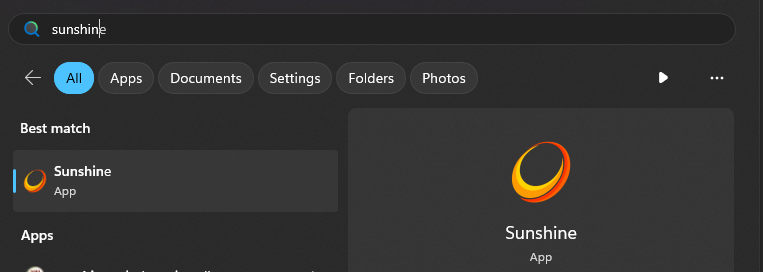 sunshine
All Apps Documents Settings Folders Photos
Best match
Sunshine
App
Apps
Sunshine
App